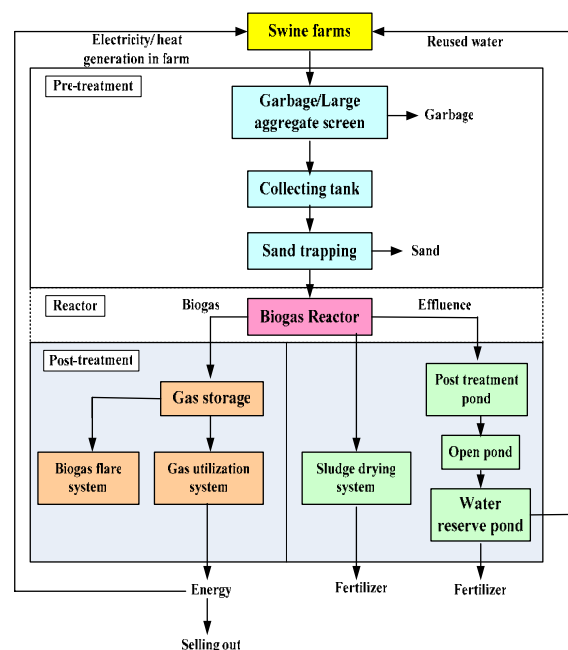 Electricity/ heat
generation in farm
Swine farms
Reused water
Pre-treatment
Garbage/Large
aggregate screen
Garbage
Collecting tank
Sand trapping
Sand
Reactor
Biogas
Biogas Reactor
Effluence
Post-treatment
Gas storage
Post treatment
pond
Biogas flare
system
Gas utilization
system
Sludge drying
system
Open pond
Water
reserve pond
Energy
Fertilizer
Fertilizer
Selling out